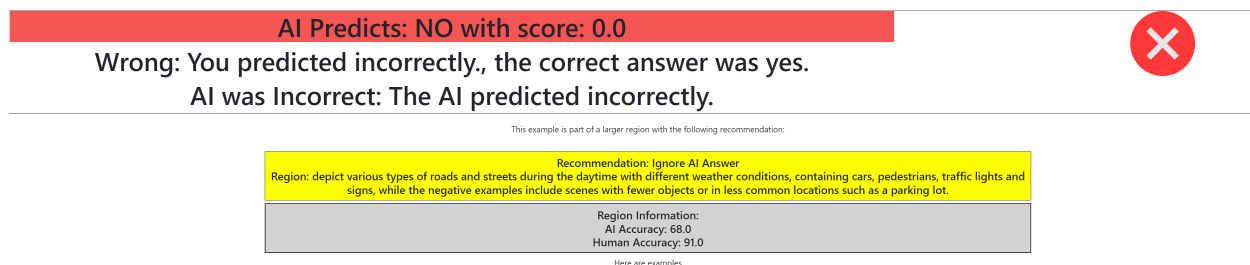 AI Predicts: NO with score: 0.0
Wrong: You predicted incorrectly., the correct answer was yes.
AI was Incorrect: The AI predicted incorrectly.
This example is part of a larger region with the following recommendation:
Recommendation: Ignore AI Answer
Region: depict various types of roads and streets during the daytime with different weather conditions, containing cars, pedestrians, traffic lights and
signs, while the negative examples include scenes with fewer objects or in less common locations such as a parking lot.
Region Information:
AI Accuracy: 68.0
Human Accuracy: 91.0
Here are examples